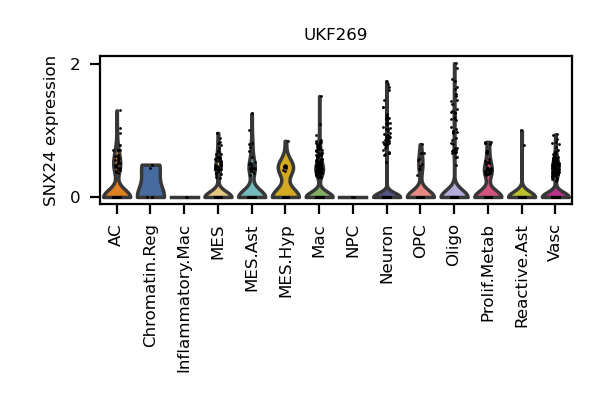 UKF269
SNX24 expression
2
0
AC
Chromatin.Reg
Inflammatory.Mac
MES
MES.Ast
MES.Hyp
Mac
NPC
Neuron
OPC
Oligo
Prolif.Metab
Reactive.Ast
Vasc